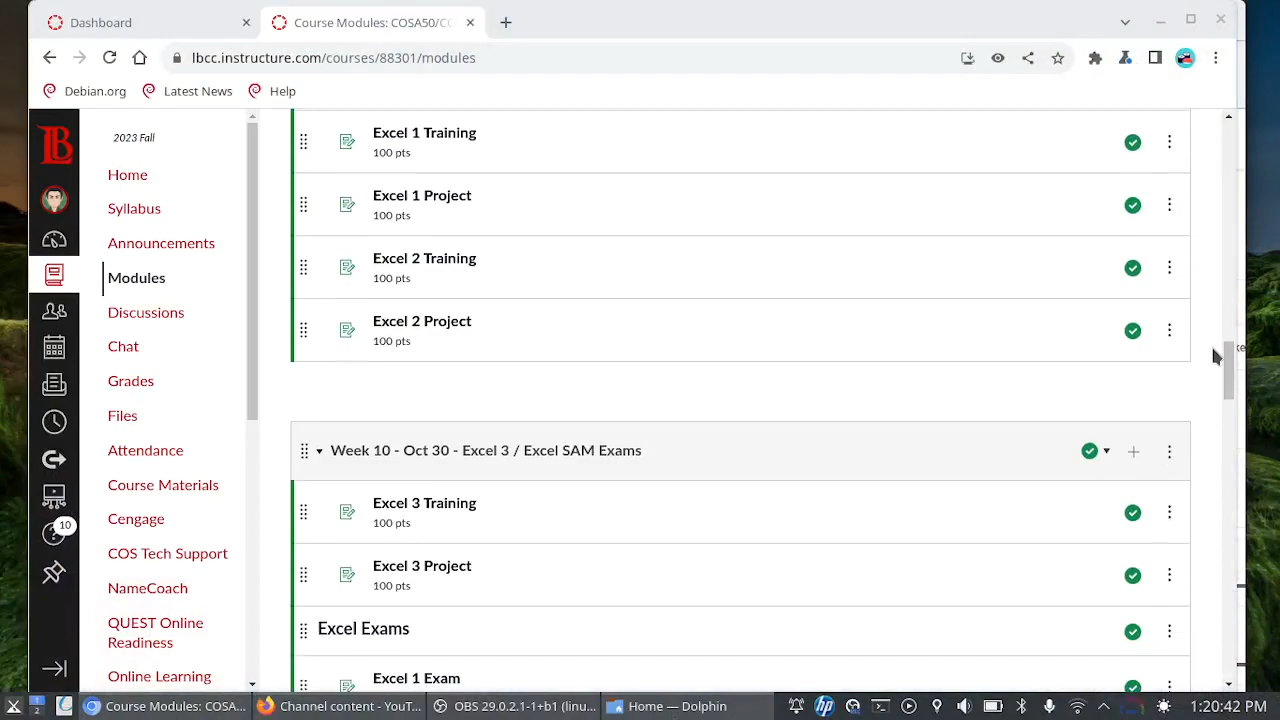 Dashboard
Course Modules: COSA50/CC
lbcc.instructure.com/courses/88301/modules
Debian.org
Latest News
Help
2023 Fall
Home
Syllabus
Announcements
Modules
Discussions
Chat
Grades
Files
Attendance
Course Materials
Cengage
COS Tech Support
NameCoach
QUEST Online
Readiness
Online Learning
10
Excel 1 Training
100 pts
Excel 1 Project
100 pts
Excel 2 Training
100 pts
Excel 2 Project
100 pts
Week 10 - Oct 30 - Excel 3 / Excel SAM Exams
Excel 3 Training
100 pts
Excel 3 Project
100 pts
Excel Exams
Excel 1 Exam
ke
1
2
Course Modules: COSA...
Channel content - YouT...
OBS 29.0.2.1-1+b1 (linu...
Home — Dolphin
1:20:42 PM